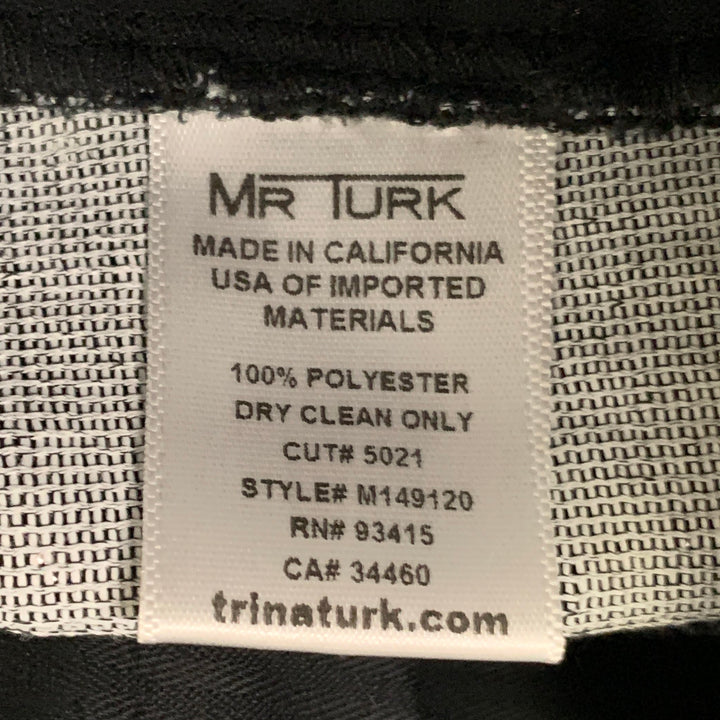 MR TURK
MADE IN CALIFORNIA
USA OF IMPORTED
MATERIALS
100% POLYESTER
DRY CLEAN ONLY
CUT# 5021
STYLE# M149120
RN# 93415
CA# 34460
trinaturk.com